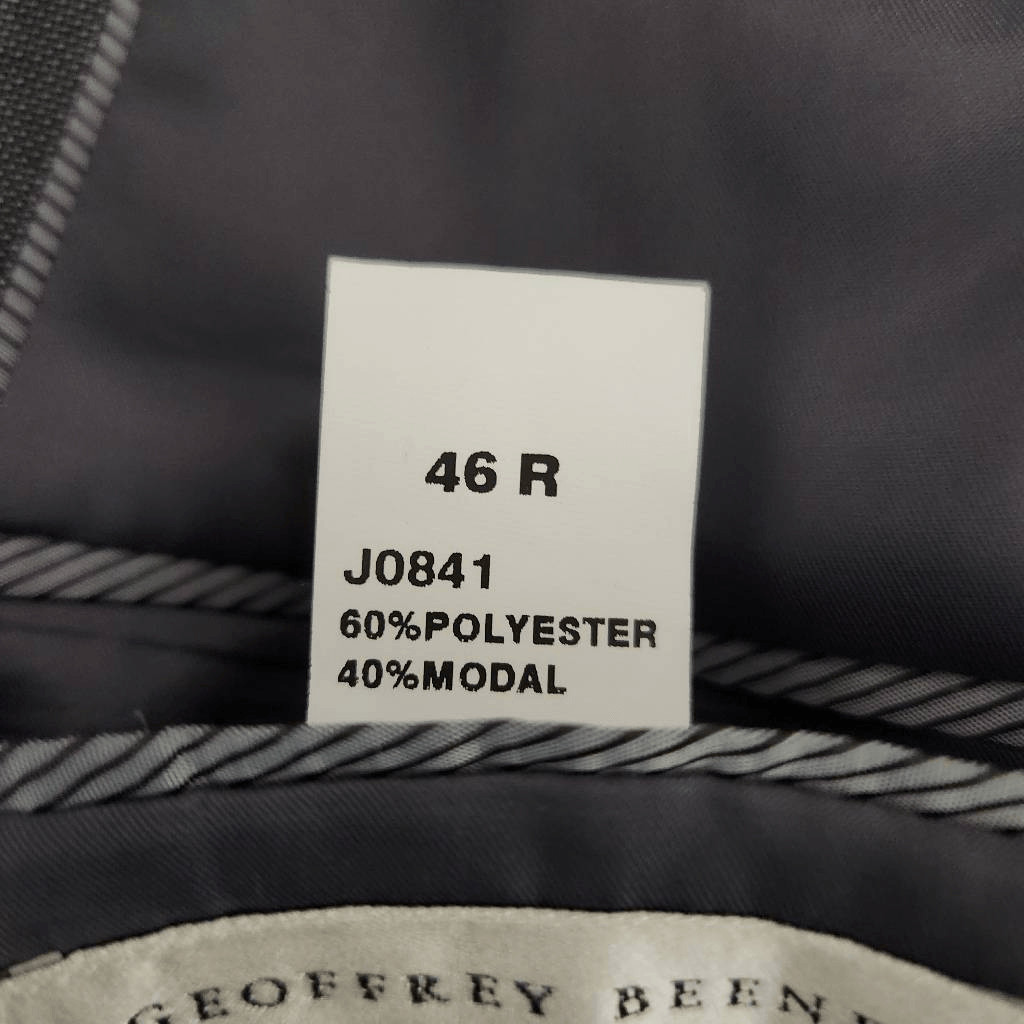 46 R
J0841
60%POLYESTER
40%MODAL
GEOFFREY BEENE